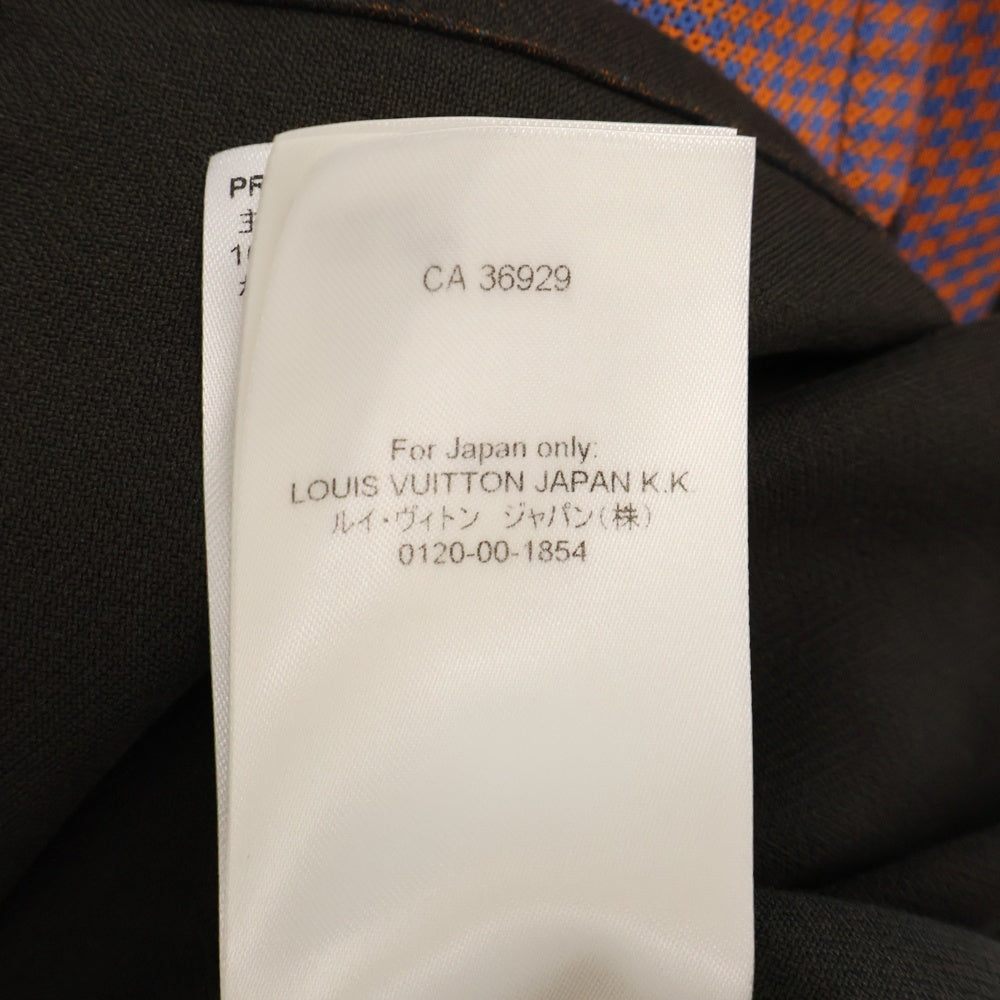 PR
主
CA 36929
For Japan only:
LOUIS VUITTON JAPAN K.K.
ルイ・ヴィトン ジャパン(株)
0120-00-1854